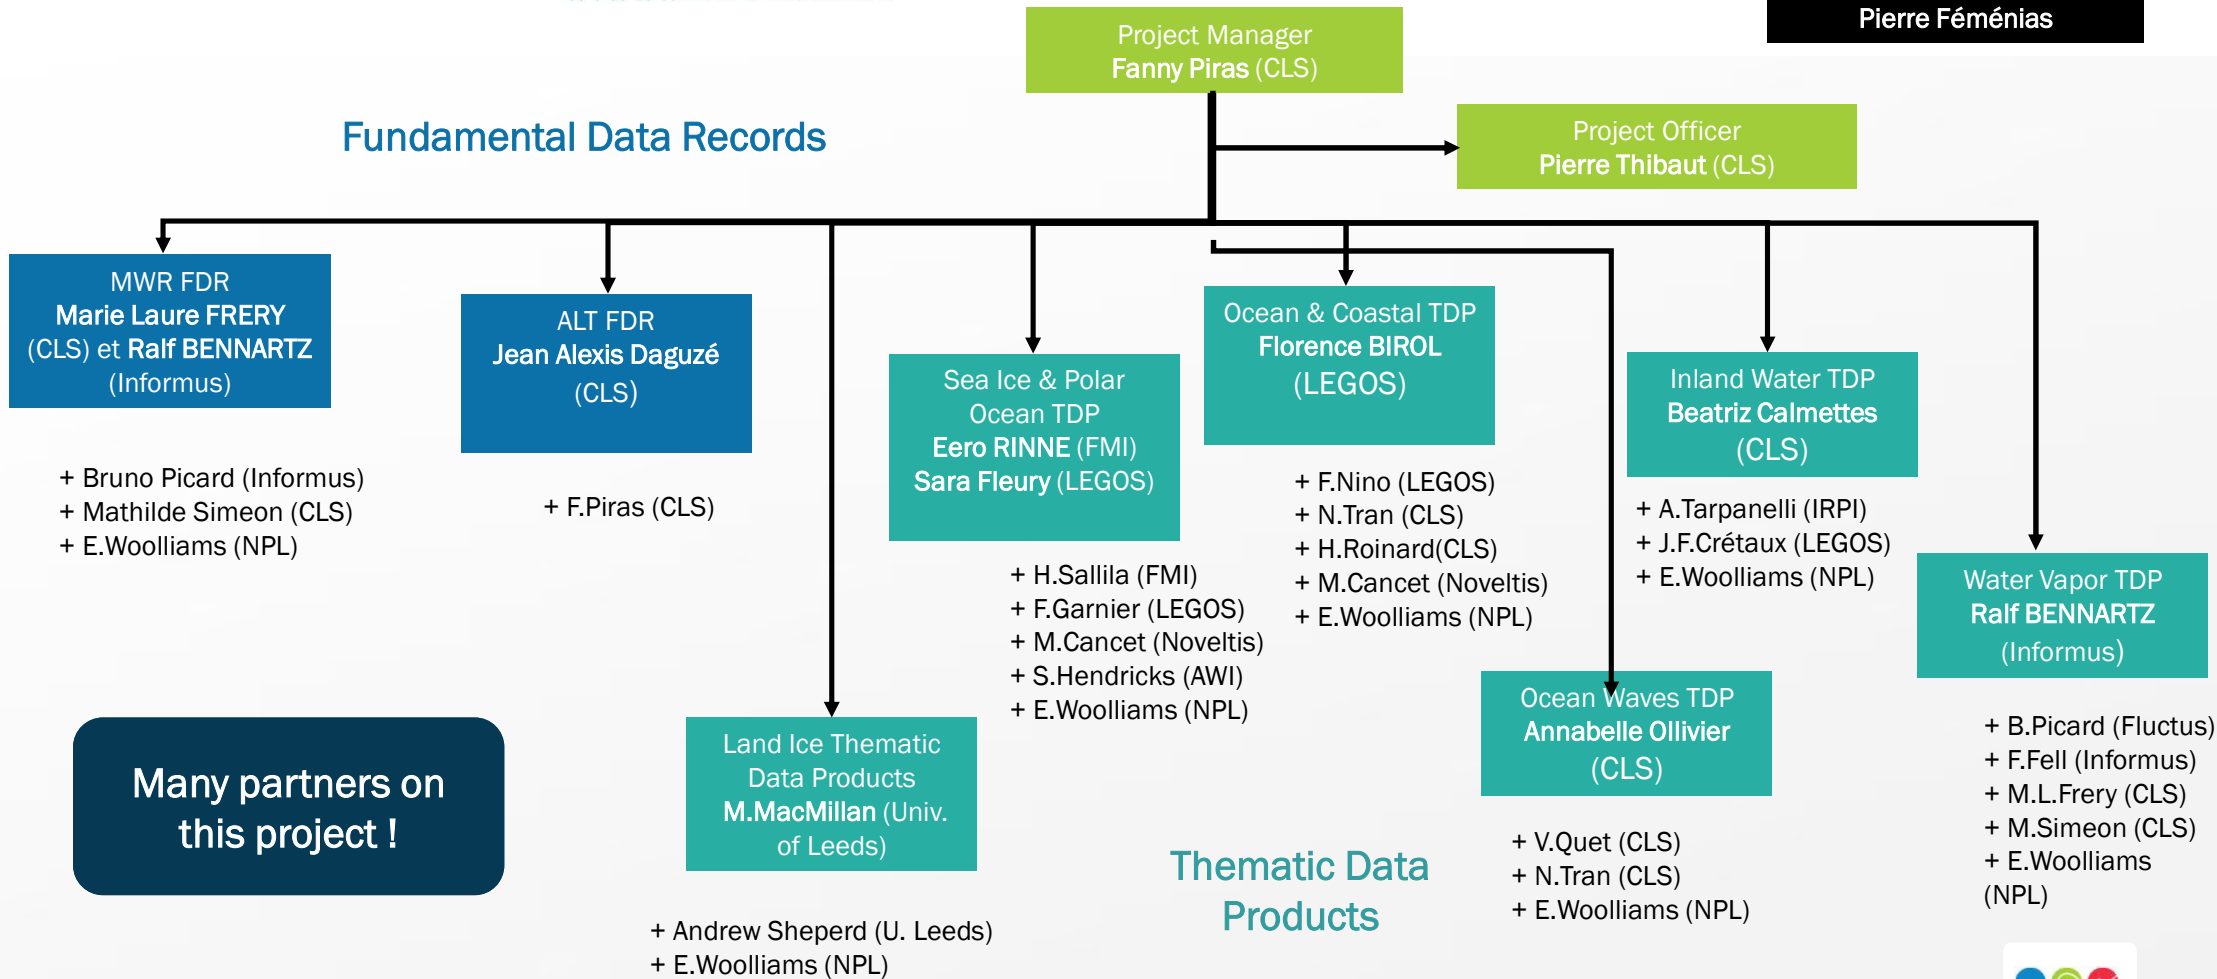 Pierre Féménias
Project Manager
Fanny Piras (CLS)
Fundamental Data Records
Project Officer
Pierre Thibaut (CLS)
MWR FDR
Marie Laure FRERY
(CLS) et Ralf BENNARTZ
(Informus)
+ Bruno Picard (Informus)
+ Mathilde Simeon (CLS)
+ E.Woolliams (NPL)
ALT FDR
Jean Alexis Daguzé
(CLS)
+ F.Piras (CLS)
Land Ice Thematic
Data Products
M.MacMillan (Univ.
of Leeds)
+ Andrew Sheperd (U. Leeds)
+ E.Woolliams (NPL)
Sea Ice & Polar
Ocean TDP
Eero RINNE (FMI)
Sara Fleury (LEGOS)
+ H.Sallila (FMI)
+ F.Garnier (LEGOS)
+ M.Cancet (Noveltis)
+ S.Hendricks (AWI)
+ E.Woolliams (NPL)
Ocean & Coastal TDP
Florence BIROL
(LEGOS)
+ F.Nino (LEGOS)
+ N.Tran (CLS)
+ H.Roinard(CLS)
+ M.Cancet (Noveltis)
+ E.Woolliams (NPL)
Ocean Waves TDP
Annabelle Ollivier
(CLS)
+ V.Quet (CLS)
+ N.Tran (CLS)
+ E.Woolliams (NPL)
Inland Water TDP
Beatriz Calmettes
(CLS)
+ A.Tarpanelli (IRPI)
+ J.F.Crétaux (LEGOS)
+ E.Woolliams (NPL)
Water Vapor TDP
Ralf BENNARTZ
(Informus)
+ B.Picard (Fluctus)
+ F.Fell (Informus)
+ M.L.Frery (CLS)
+ M.Simeon (CLS)
+ E.Woolliams
(NPL)
Many partners on
this project !
Thematic Data
Products